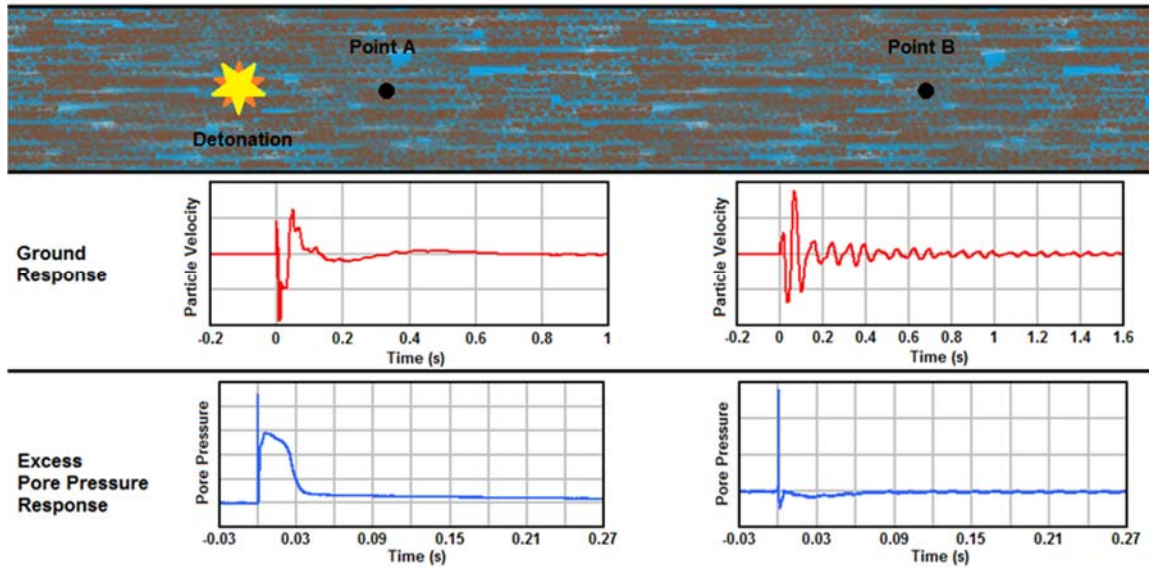 Point A
Point B
Detonation
Ground
Response
Particle Velocity
-0.2 0 0.2 0.4 0.6 0.8 1
Time (s)
Particle Velocity
-0.2 0 0.2 0.4 0.6 0.8 1 1.2 1.4 1.6
Time (s)
Excess
Pore Pressure
Response
Pore Pressure
-0.03 0.03 0.09 0.15 0.21 0.27
Time (s)
Pore Pressure
-0.03 0.03 0.09 0.15 0.21 0.27
Time (s)